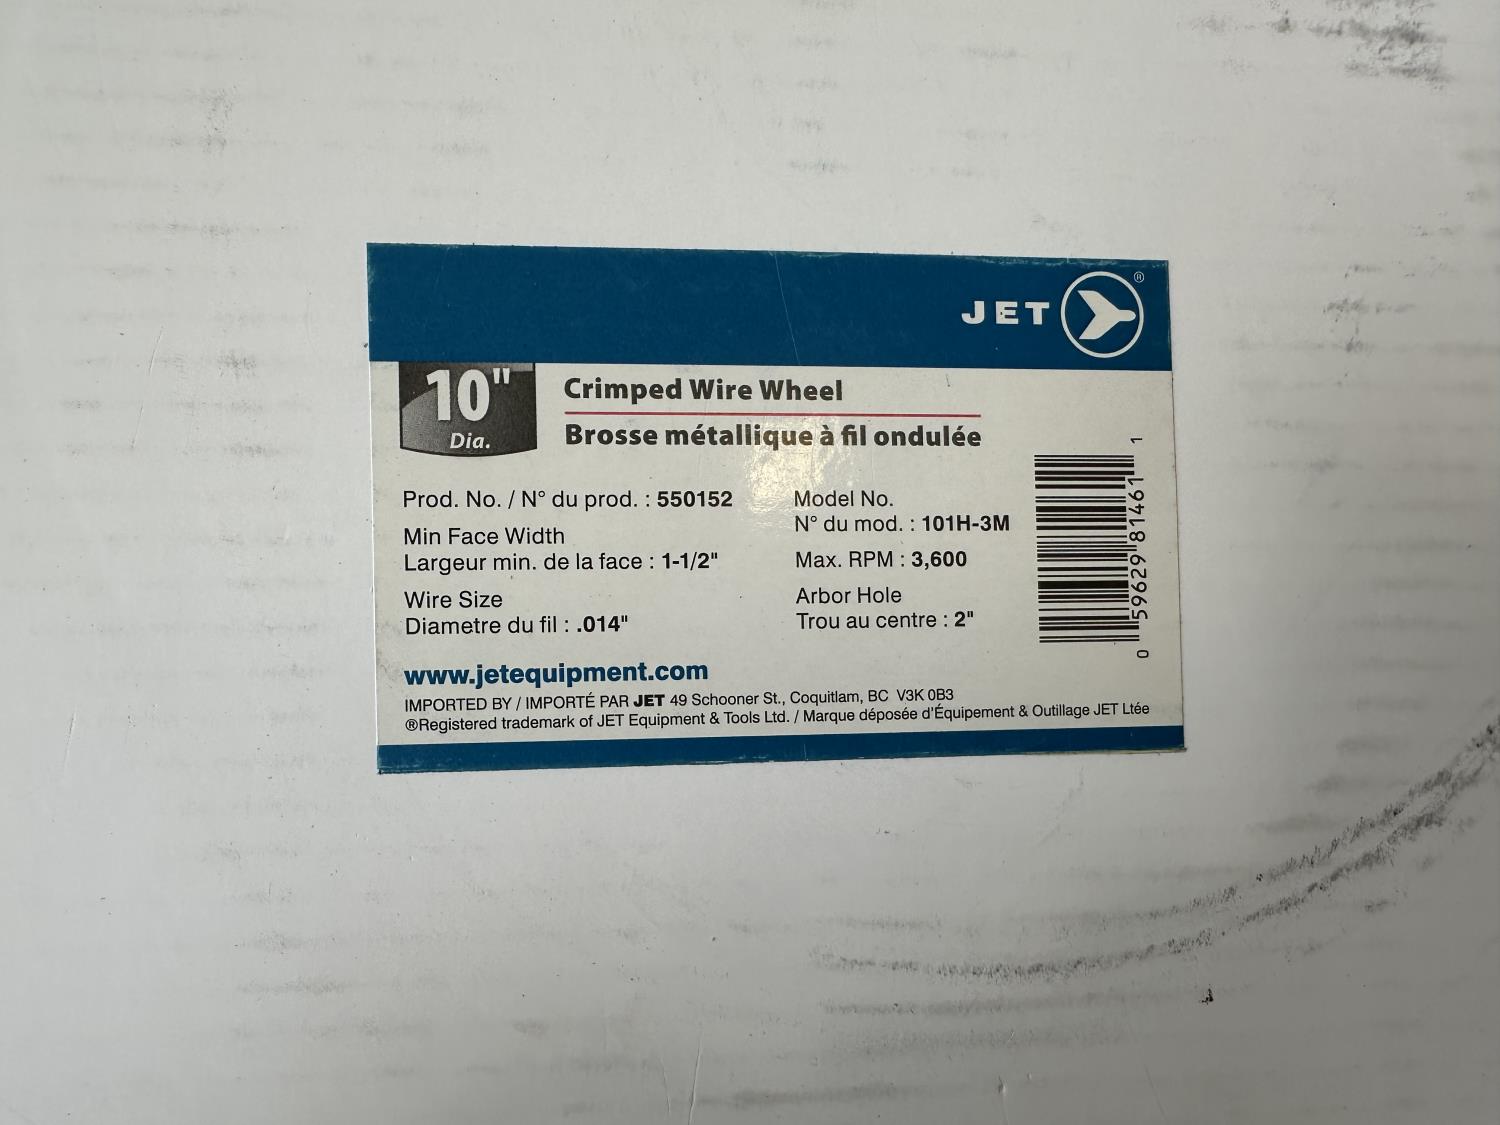 JET ®
10"
Dia.
Crimped Wire Wheel
Brosse métallique à fil ondulée
Prod. No. / N° du prod. : 550152
Min Face Width
Largeur min. de la face : 1-1/2"
Wire Size
Diametre du fil : .014"
Model No.
N° du mod. : 101H-3M
Max. RPM : 3,600
Arbor Hole
Trou au centre : 2"
0 59629 81461 1
www.jetequipment.com
IMPORTED BY / IMPORTÉ PAR JET 49 Schooner St., Coquitlam, BC V3K 0B3
®Registered trademark of JET Equipment & Tools Ltd. / Marque déposée d'Équipement & Outillage JET Ltée